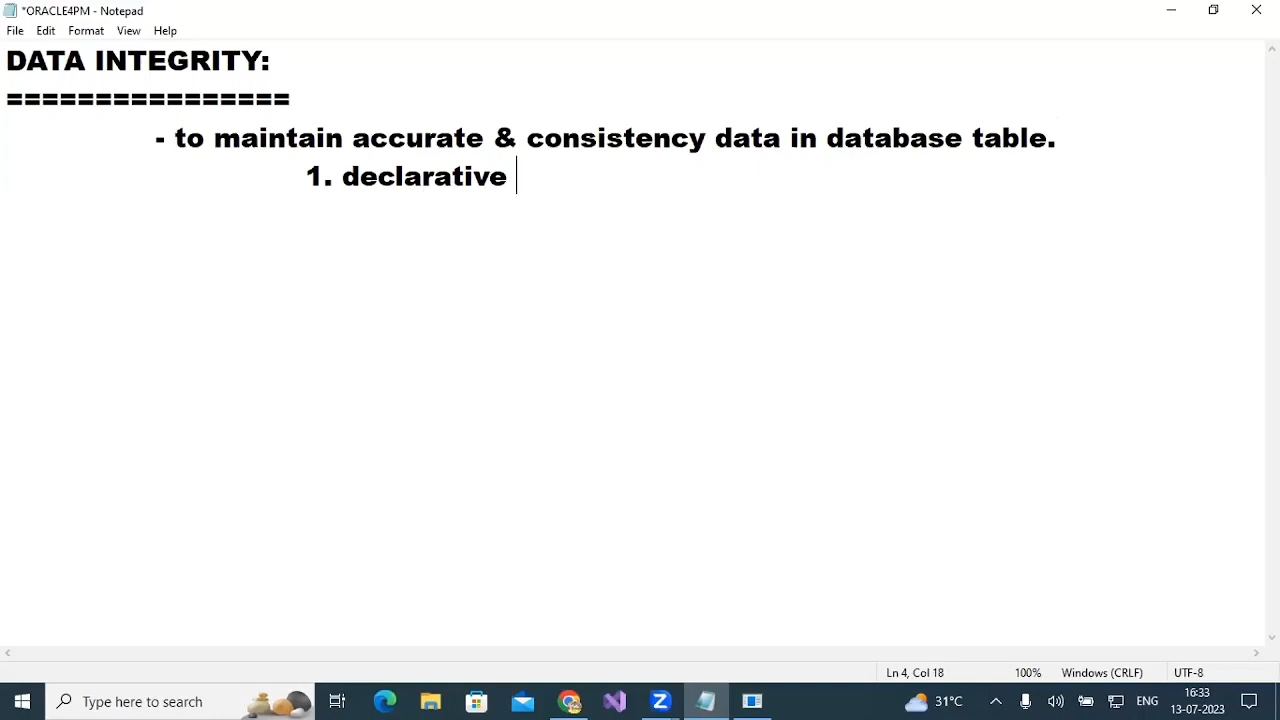 *ORACLE4PM - Notepad
File Edit Format View Help
DATA INTEGRITY:
================
- to maintain accurate & consistency data in database table.
1. declarative
Ln 4, Col 18 100% Windows (CRLF) UTF-8
Type here to search 31°C ENG 16:33
13-07-2023